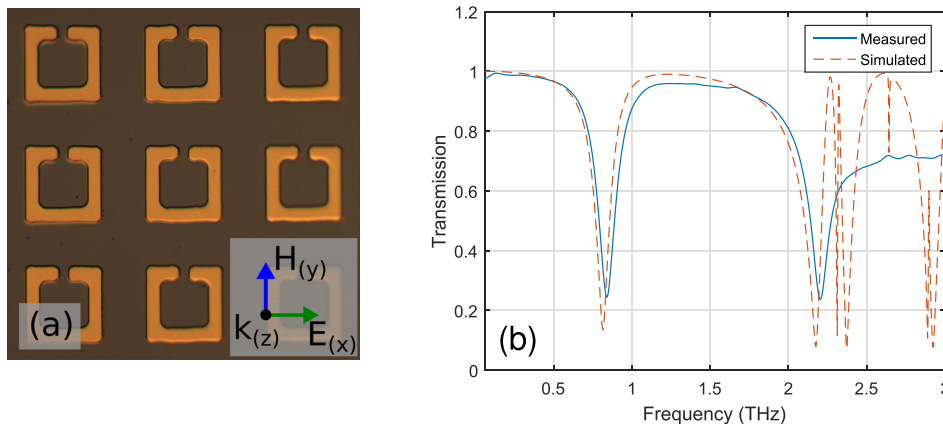 (a)
H(y)
k(z)
E(x)
Transmission
1.2
1
0.8
0.6
0.4
0.2
0
0.5
1
1.5
2
2.5
3
Frequency (THz)
Measured
Simulated
(b)